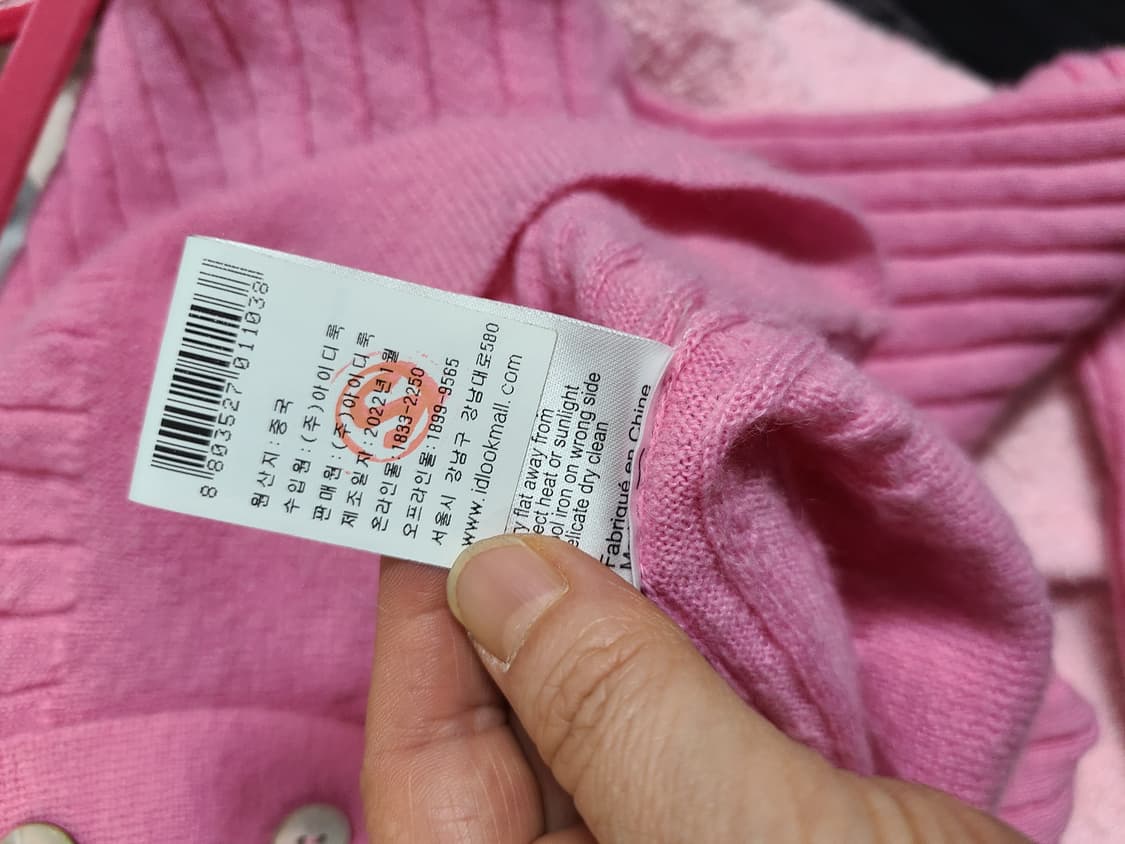 8 803527 011038
원산지:중국
수입원:(주)아이디룩
판매원:(주)아이디룩
제조일자:2022년1월
온라인몰:1833-2250
오프라인몰:1899-9565
서울시 강남구 강남대로580
www.idlookmall.com
flat away from
heat or sunlight
iron on wrong side
dry clean
Fabriqué en Chine